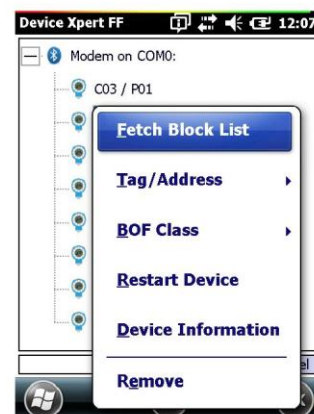 Device Xpert FF 12:07
Modem on COM0:
C03 / P01
Fetch Block List
Tag/Address
BOF Class
Restart Device
Device Information
Remove
el